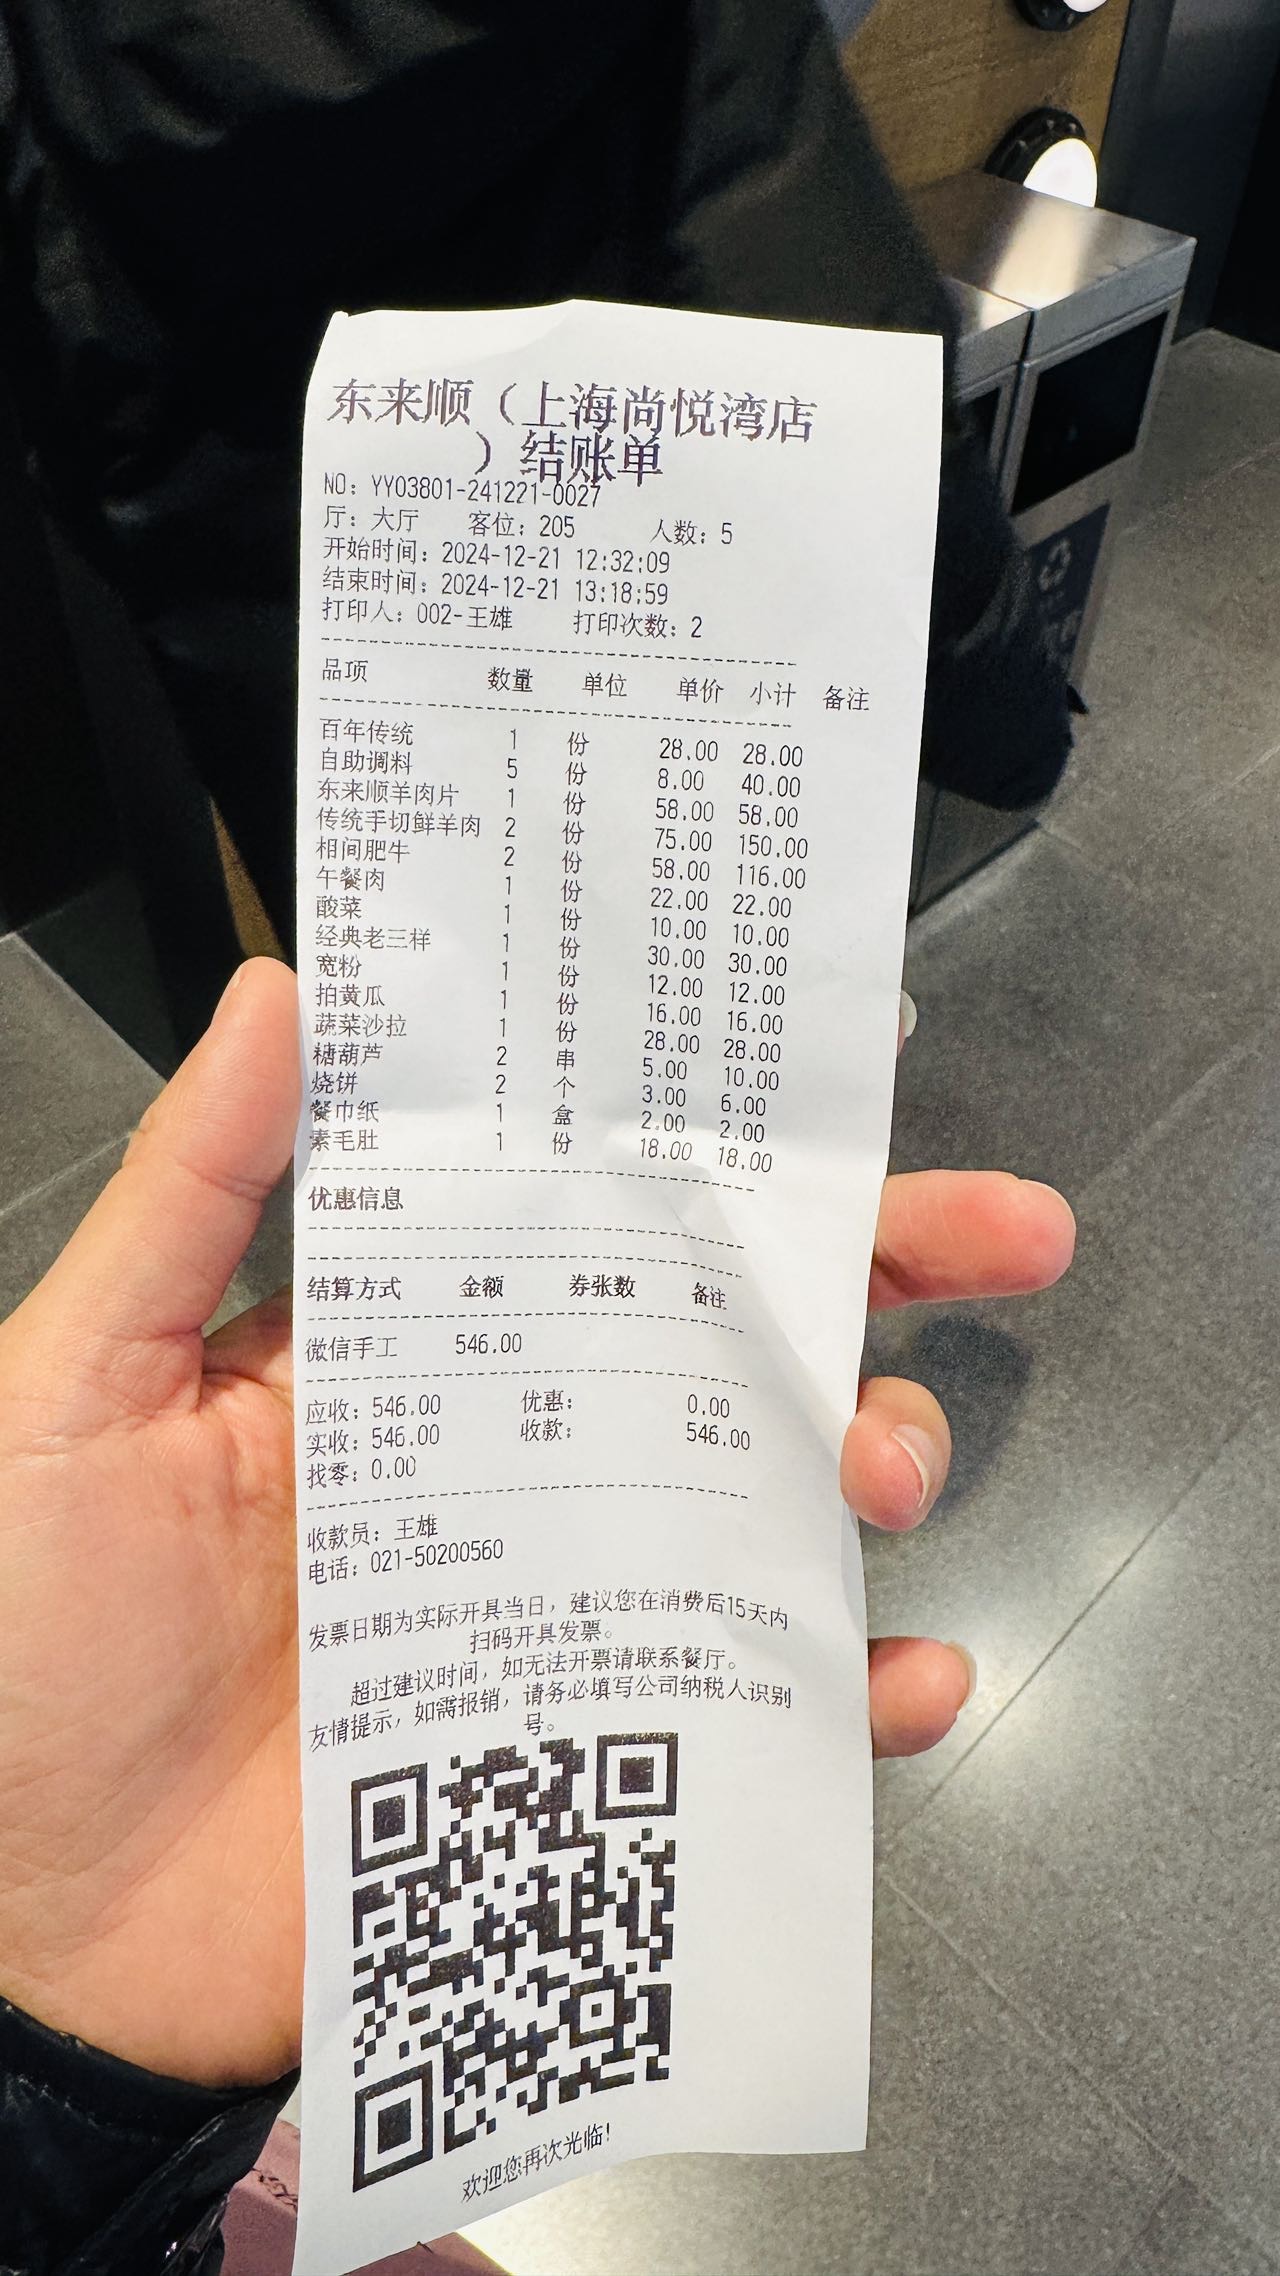 东来顺（上海尚悦湾店
）结账单
NO：YY03801-241221-0027
厅：大厅 客位：205 人数：5
开始时间：2024-12-21 12:32:09
结束时间：2024-12-21 13:18:59
打印人：002-王雄 打印次数：2
品项 数量 单位 单价 小计 备注
百年传统 1 份 28.00 28.00
自助调料 5 份 8.00 40.00
东来顺羊肉片 1 份 58.00 58.00
传统手切鲜羊肉 2 份 75.00 150.00
相间肥牛 2 份 58.00 116.00
午餐肉 1 份 22.00 22.00
酸菜 1 份 10.00 10.00
经典老三样 1 份 30.00 30.00
宽粉 1 份 12.00 12.00
拍黄瓜 1 份 16.00 16.00
蔬菜沙拉 1 份 28.00 28.00
糖葫芦 2 串 5.00 10.00
烧饼 2 个 3.00 6.00
餐巾纸 1 盒 2.00 2.00
素毛肚 1 份 18.00 18.00
优惠信息
结算方式 金额 券张数 备注
微信手工 546.00
应收：546.00 优惠： 0.00
实收：546.00 收款： 546.00
找零：0.00
收款员：王雄
电话：021-50200560
发票日期为实际开具当日，建议您在消费后15天内
扫码开具发票。
超过建议时间，如无法开票请联系餐厅。
友情提示，如需报销，请务必填写公司纳税人识别
号。
欢迎您再次光临！